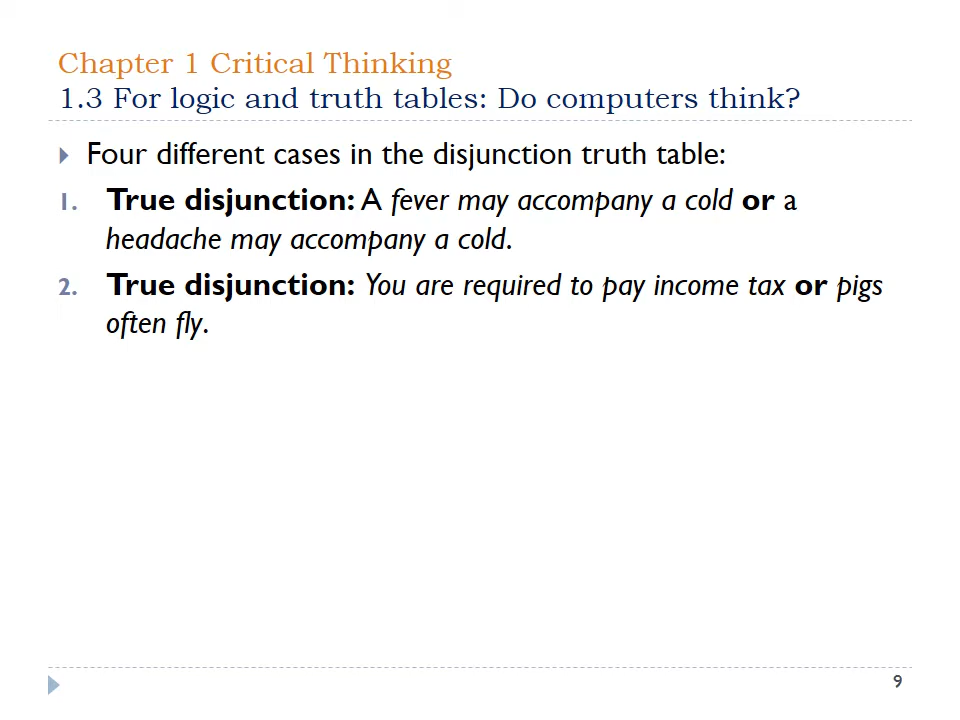 Chapter 1 Critical Thinking
1.3 For logic and truth tables: Do computers think?
Four different cases in the disjunction truth table:
1. True disjunction: A fever may accompany a cold or a
headache may accompany a cold.
2. True disjunction: You are required to pay income tax or pigs
often fly.
9